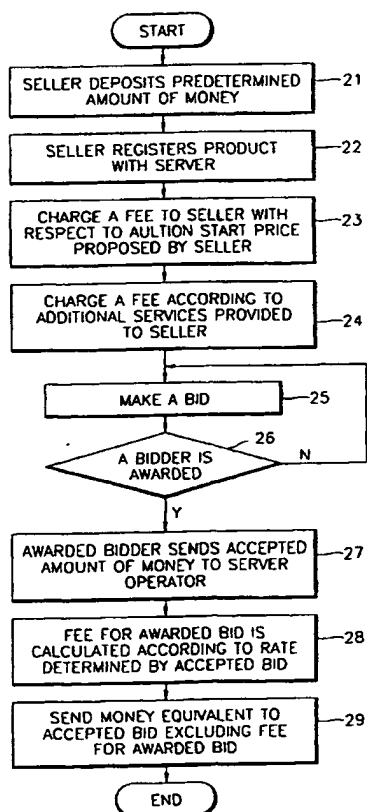 START
SELLER DEPOSITS PREDETERMINED
AMOUNT OF MONEY
21
SELLER REGISTERS PRODUCT
WITH SERVER
22
CHARGE A FEE TO SELLER WITH
RESPECT TO AULTION START PRICE
PROPOSED BY SELLER
23
CHARGE A FEE ACCORDING TO
ADDITIONAL SERVICES PROVIDED
TO SELLER
24
MAKE A BID
25
26
A BIDDER IS
AWARDED
N
Y
AWARDED BIDDER SENDS ACCEPTED
AMOUNT OF MONEY TO SERVER
OPERATOR
27
FEE FOR AWARDED BID IS
CALCULATED ACCORDING TO RATE
DETERMINED BY ACCEPTED BID
28
SEND MONEY EQUIVALENT TO
ACCEPTED BID EXCLUDING FEE
FOR AWARDED BID
29
END